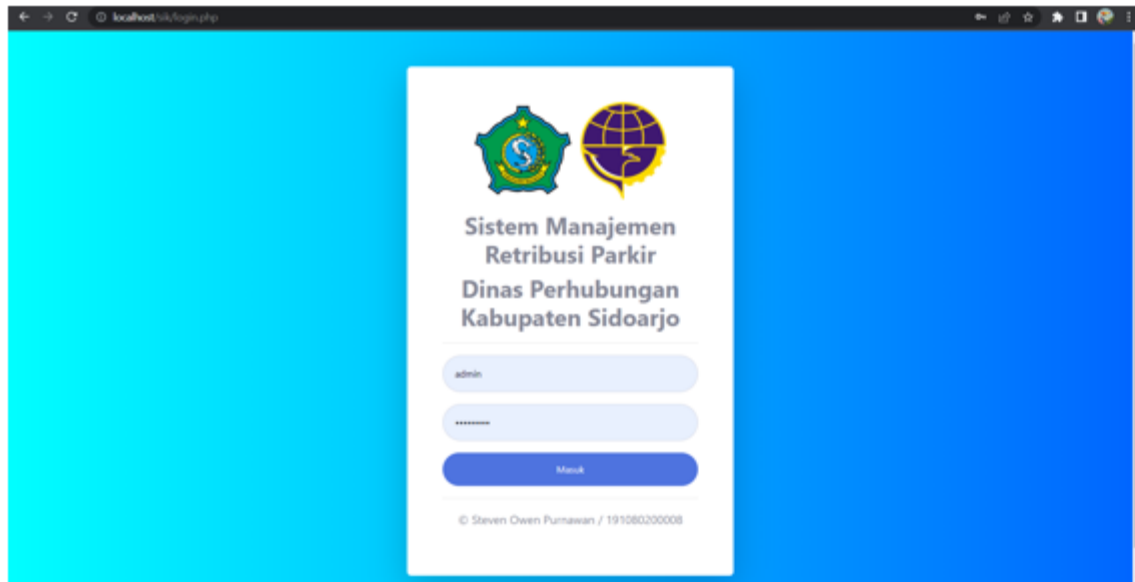 localhost/sik/login.php
Sistem Manajemen
Retribusi Parkir
Dinas Perhubungan
Kabupaten Sidoarjo
admin
•••••••••
Masuk
© Steven Owen Purnawan / 191080200008